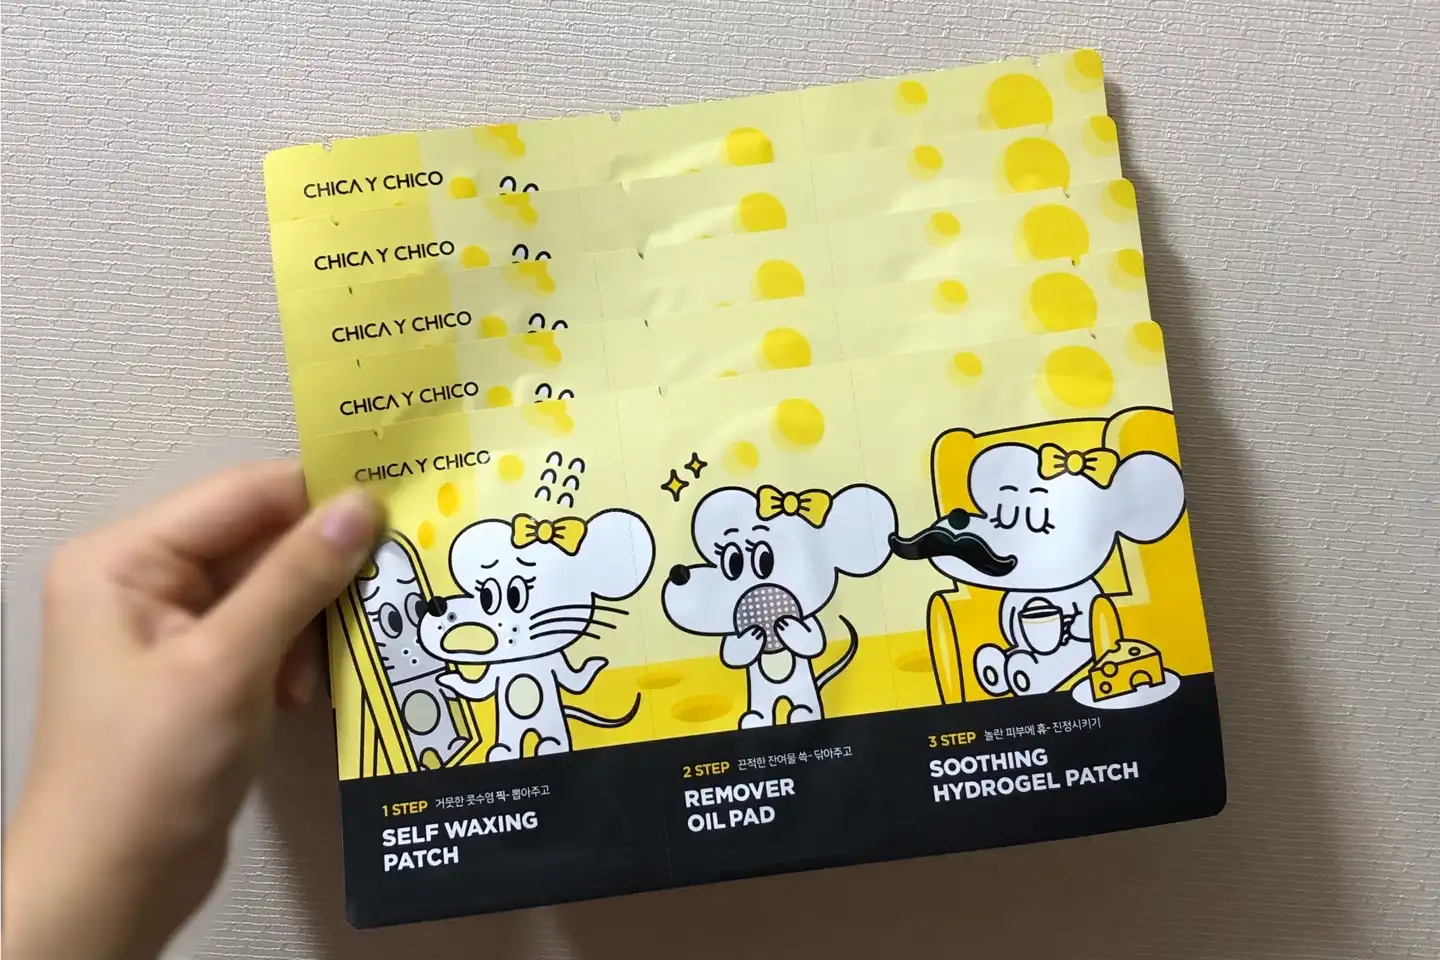 CHICA Y CHICO
CHICA Y CHICO
CHICA Y CHICO
CHICA Y CHICO
CHICA Y CHICO
1 STEP 거뭇한 콧수염 찍- 뽑아주고
SELF WAXING
PATCH
2 STEP 끈적한 잔여물 쓱- 닦아주고
REMOVER
OIL PAD
3 STEP 놀란 피부에 휴- 진정시키기
SOOTHING
HYDROGEL PATCH